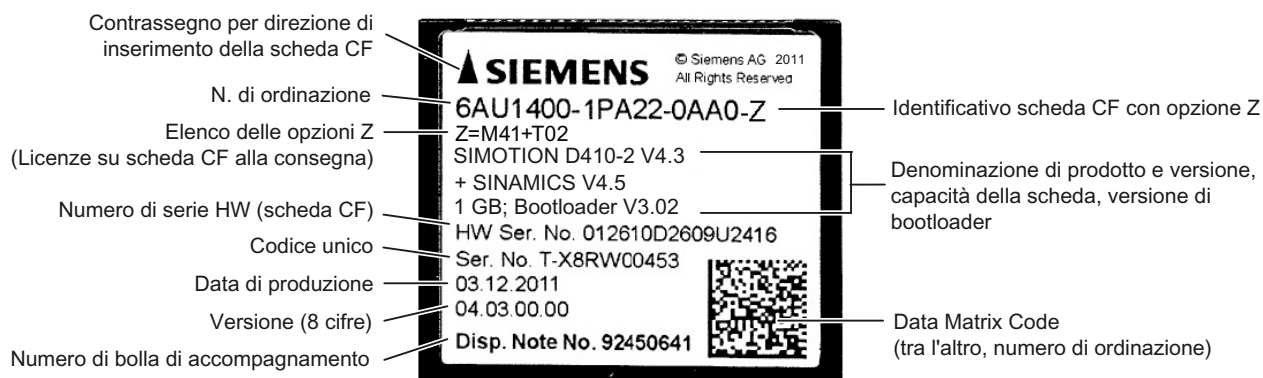 Contrassegno per direzione di
inserimento della scheda CF
N. di ordinazione
Elenco delle opzioni Z
(Licenze su scheda CF alla consegna)
Numero di serie HW (scheda CF)
Codice unico
Data di produzione
Versione (8 cifre)
Numero di bolla di accompagnamento
SIEMENS
© Siemens AG 2011
All Rights Reserved
6AU1400-1PA22-0AA0-Z
Z=M41+T02
SIMOTION D410-2 V4.3
+ SINAMICS V4.5
1 GB; Bootloader V3.02
HW Ser. No. 012610D2609U2416
Ser. No. T-X8RW00453
03.12.2011
04.03.00.00
Disp. Note No. 92450641
Identificativo scheda CF con opzione Z
Denominazione di prodotto e versione,
capacità della scheda, versione di
bootloader
Data Matrix Code
(tra l'altro, numero di ordinazione)